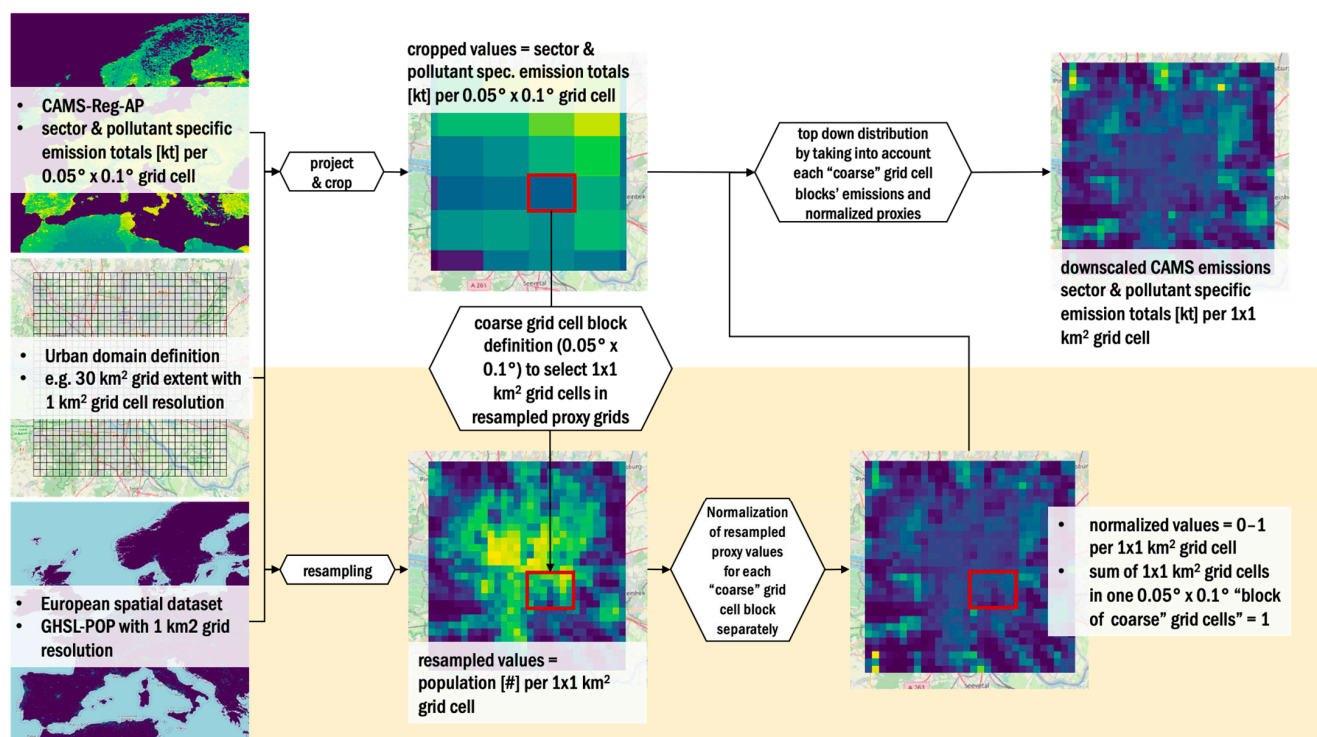 • CAMS-Reg-AP
• sector & pollutant specific
emission totals [kt] per
0.05° x 0.1° grid cell
project
& crop
cropped values = sector &
pollutant spec. emission totals
[kt] per 0.05° x 0.1° grid cell
top down distribution
by taking into account
each “coarse” grid cell
blocks’ emissions and
normalized proxies
downscaled CAMS emissions
sector & pollutant specific
emission totals [kt] per 1x1
km² grid cell
A 261
Seevetal
• Urban domain definition
• e.g. 30 km² grid extent with
1 km² grid cell resolution
coarse grid cell block
definition (0.05° x
0.1°) to select 1x1
km² grid cells in
resampled proxy grids
• European spatial dataset
• GHSL-POP with 1 km2 grid
resolution
resampling
resampled values =
population [#] per 1x1 km²
grid cell
Normalization
of resampled
proxy values
for each
“coarse” grid
cell block
separately
• normalized values = 0–1
per 1x1 km² grid cell
• sum of 1x1 km² grid cells
in one 0.05° x 0.1° “block
of coarse” grid cells” = 1
A 261
Seevetal